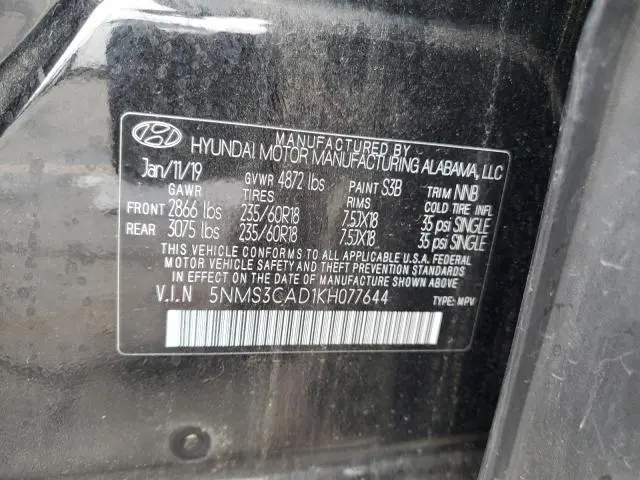 MANUFACTURED BY
HYUNDAI MOTOR MANUFACTURING ALABAMA, LLC
Jan/11/19 GVWR 4872 lbs PAINT S3B TRIM NNB
GAWR TIRES RIMS COLD TIRE INFL
FRONT 2866 lbs 235/60R18 7.5JX18 35 psi SINGLE
REAR 3075 lbs 235/60R18 7.5JX18 35 psi SINGLE
THIS VEHICLE CONFORMS TO ALL APPLICABLE U.S.A. FEDERAL
MOTOR VEHICLE SAFETY AND THEFT PREVENTION STANDARDS
IN EFFECT ON THE DATE OF MANUFACTURE SHOWN ABOVE.
V.I.N 5NMS3CAD1KH077644 TYPE: MPV